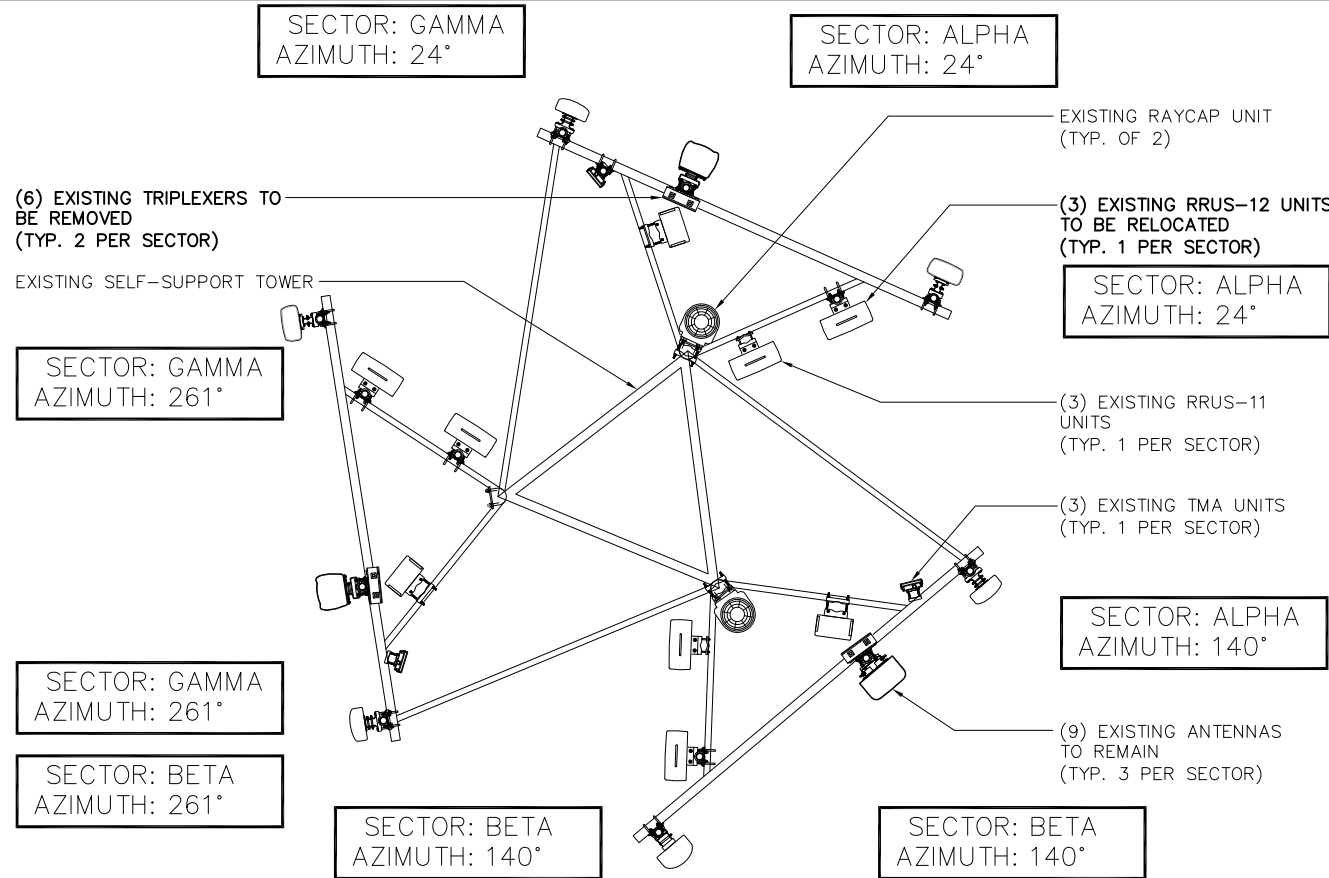 SECTOR: GAMMA
AZIMUTH: 24°
SECTOR: ALPHA
AZIMUTH: 24°
EXISTING RAYCAP UNIT
(TYP. OF 2)
(6) EXISTING TRIPLEXERS TO
BE REMOVED
(TYP. 2 PER SECTOR)
(3) EXISTING RRUS-12 UNITS
TO BE RELOCATED
(TYP. 1 PER SECTOR)
EXISTING SELF-SUPPORT TOWER
SECTOR: ALPHA
AZIMUTH: 24°
SECTOR: GAMMA
AZIMUTH: 261°
(3) EXISTING RRUS-11
UNITS
(TYP. 1 PER SECTOR)
(3) EXISTING TMA UNITS
(TYP. 1 PER SECTOR)
SECTOR: ALPHA
AZIMUTH: 140°
SECTOR: GAMMA
AZIMUTH: 261°
(9) EXISTING ANTENNAS
TO REMAIN
(TYP. 3 PER SECTOR)
SECTOR: BETA
AZIMUTH: 261°
SECTOR: BETA
AZIMUTH: 140°
SECTOR: BETA
AZIMUTH: 140°